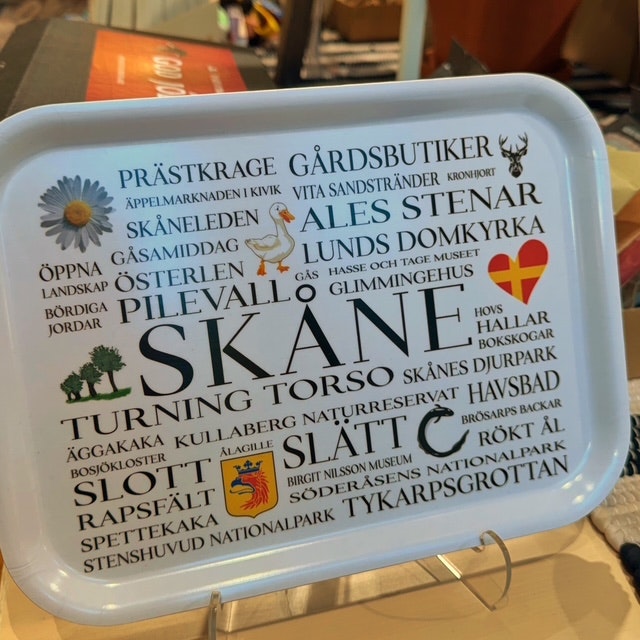 PRÄSTKRAGE GÅRDSBUTIKER
ÄPPELMARKNADEN I KIVIK VITA SANDSTRÄNDER KRONHJORT
SKÅNELEDEN ALES STENAR
GÅSAMIDDAG LUNDS DOMKYRKA
ÖPPNA LANDSKAP ÖSTERLEN GÅS HASSE OCH TAGE MUSEET
BÖRDIGA JORDAR PILEVALL GLIMMINGEHUS
SKÅNE
HOVS HALLAR
BOKSKOGAR
TURNING TORSO SKÅNES DJURPARK
ÄGGAKAKA KULLABERG NATURRESERVAT HAVSBAD
BOSJÖKLOSTER ÅLAGILLE SLÄTT BRÖSARPS BACKAR
SLOTT BIRGIT NILSSON MUSEUM RÖKT ÅL
RAPSFÄLT SÖDERÅSENS NATIONALPARK
SPETTEKAKA TYKARPSGROTTAN
STENSHUVUD NATIONALPARK